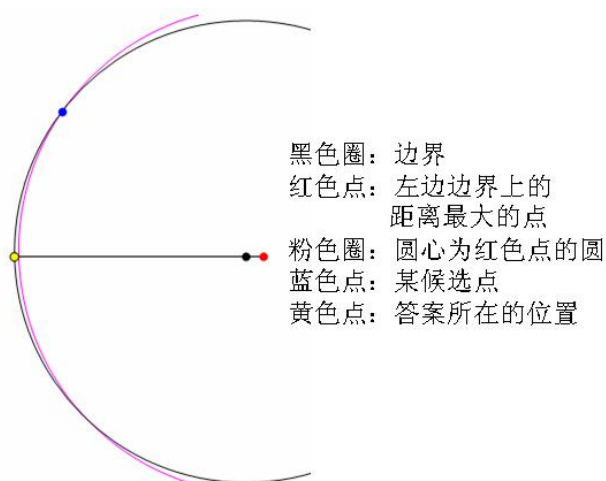 黑色圈：边界
红色点：左边边界上的
距离最大的点
粉色圈：圆心为红色点的圆
蓝色点：某候选点
黄色点：答案所在的位置